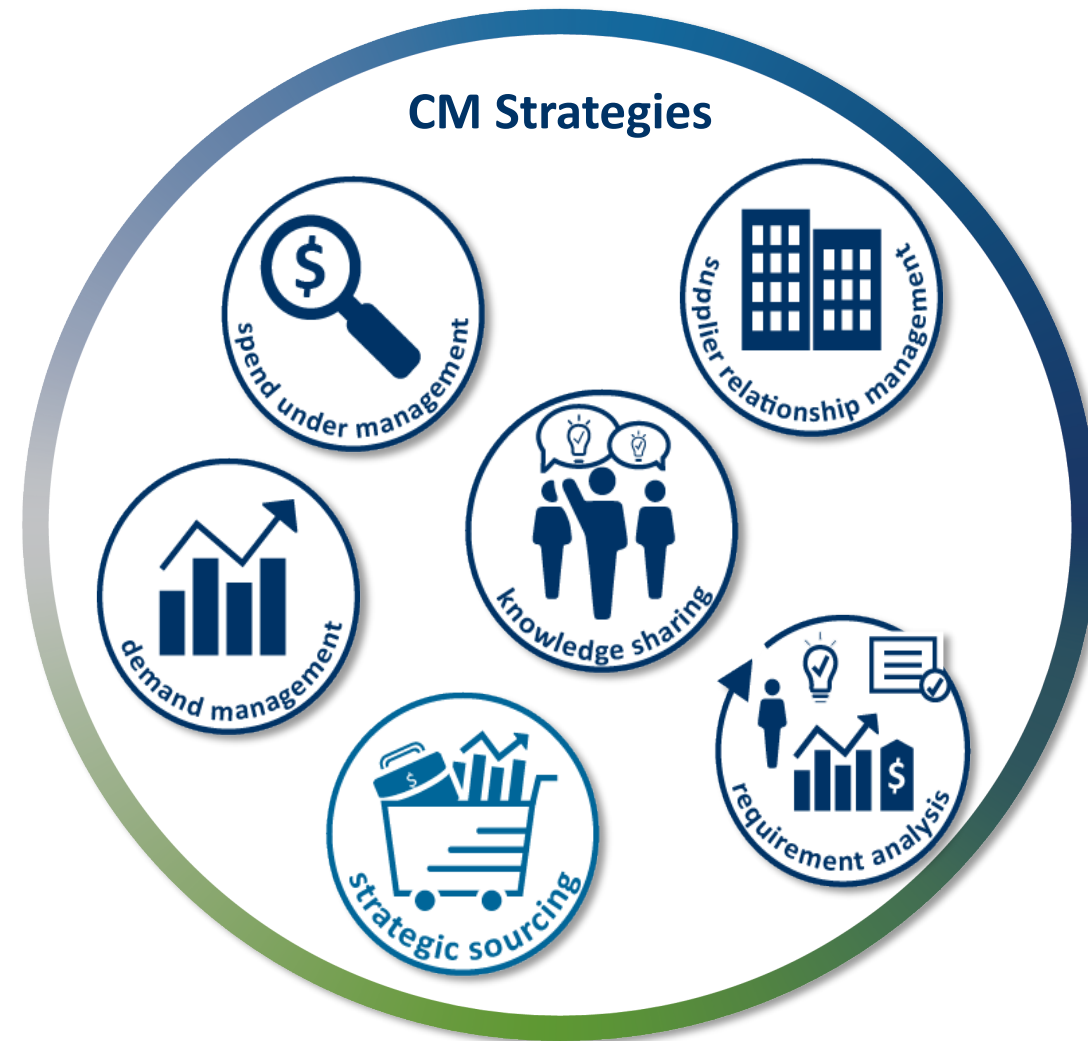 CM Strategies
$
spend under management
supplier relationship management
knowledge sharing
demand management
$
requirement analysis
$
strategic sourcing